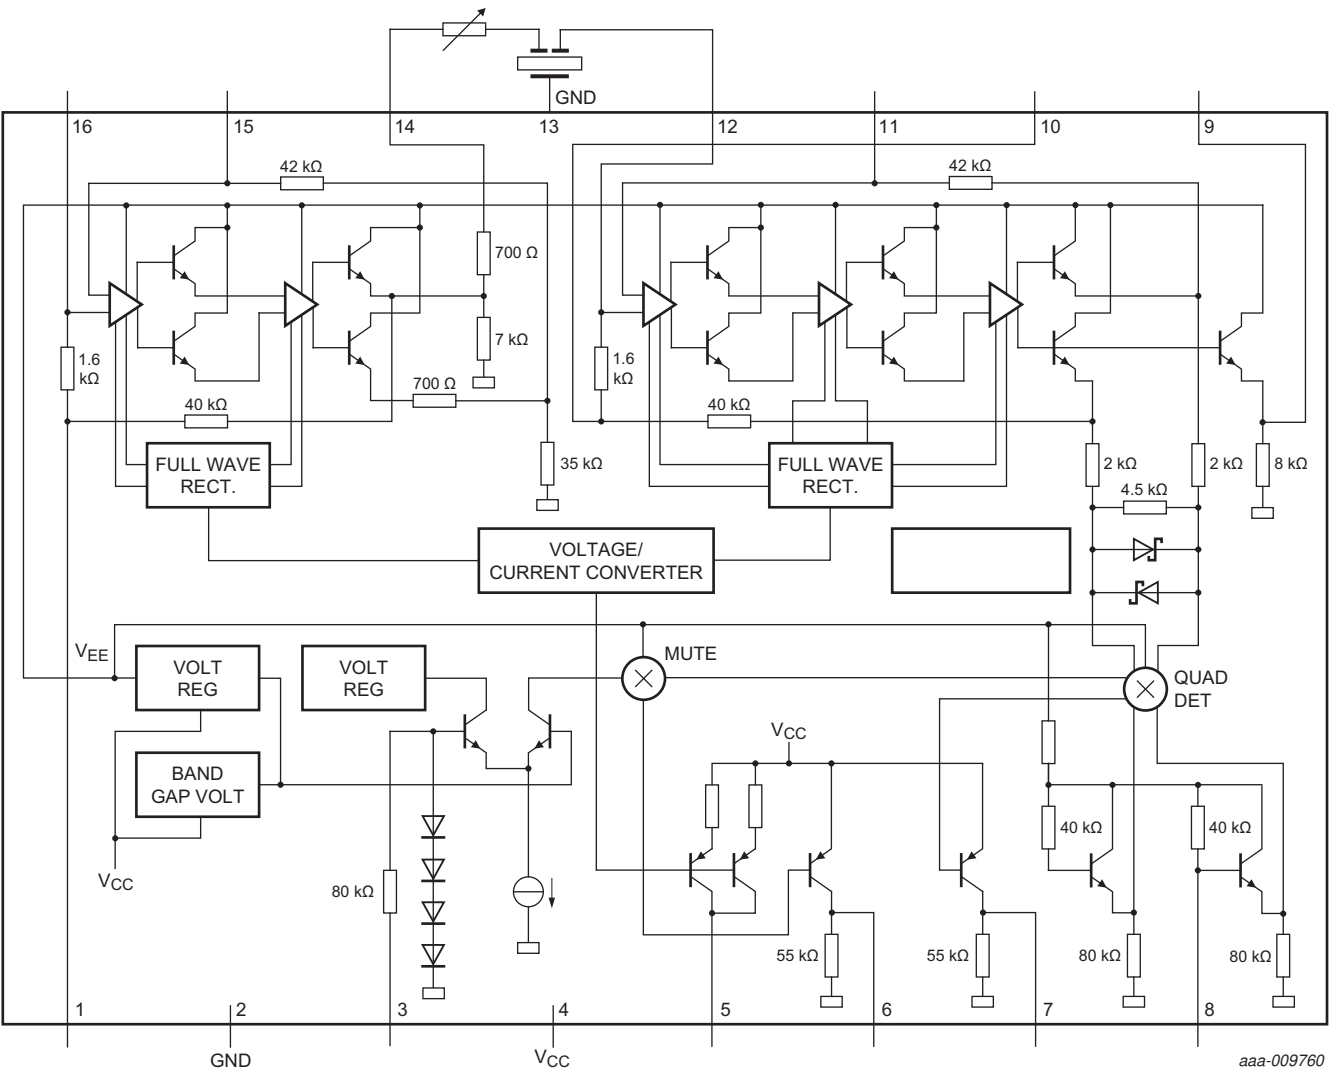 GND
16
15
14
13
12
11
10
9
42 kΩ
42 kΩ
700 Ω
7 kΩ
1.6
kΩ
1.6
kΩ
700 Ω
40 kΩ
40 kΩ
FULL WAVE
RECT.
35 kΩ
FULL WAVE
RECT.
2 kΩ
2 kΩ
8 kΩ
4.5 kΩ
VOLTAGE/
CURRENT CONVERTER
VEE
VOLT
REG
VOLT
REG
MUTE
QUAD
DET
VCC
BAND
GAP VOLT
40 kΩ
40 kΩ
VCC
80 kΩ
55 kΩ
55 kΩ
80 kΩ
80 kΩ
1
2
3
4
5
6
7
8
GND
VCC
aaa-009760